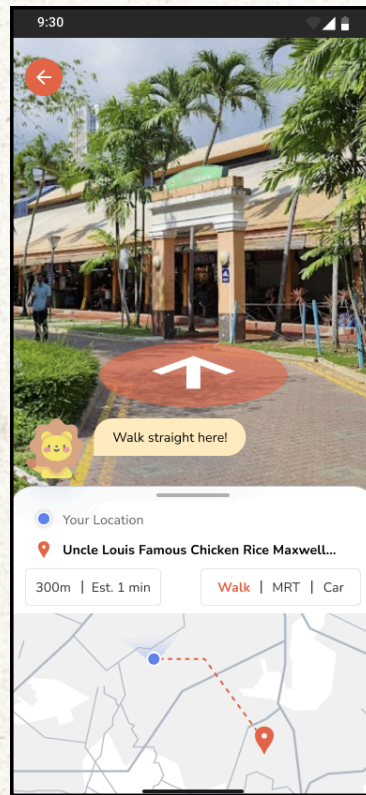 9:30
Walk straight here!
Your Location
Uncle Louis Famous Chicken Rice Maxwell...
300m | Est. 1 min
Walk | MRT | Car